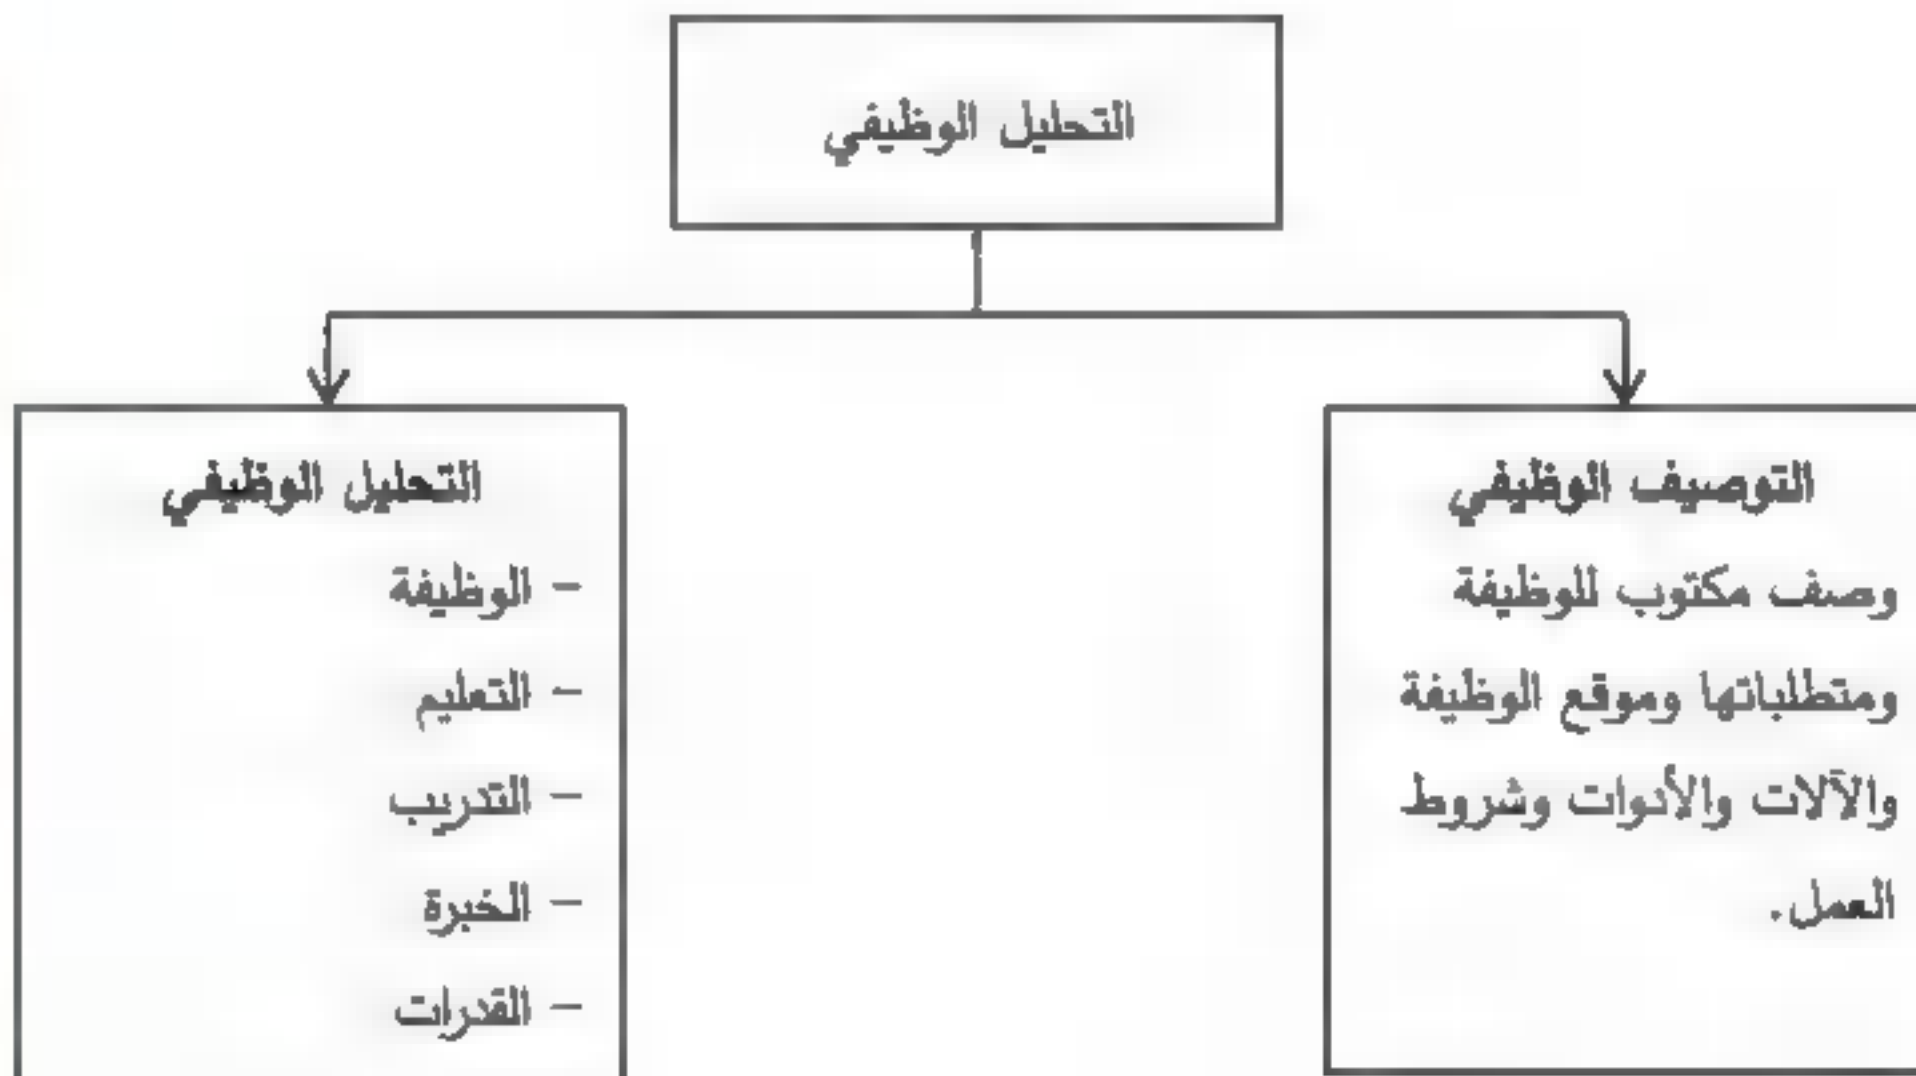 التحليل الوظيفي
التوصيف الوظيفي
وصف مكتوب للوظيفة
ومتطلباتها وموقع الوظيفة
والآلات والأدوات وشروط
العمل.
التحليل الوظيفي
- الوظيفة
- التعليم
- التدريب
- الخبرة
- القدرات